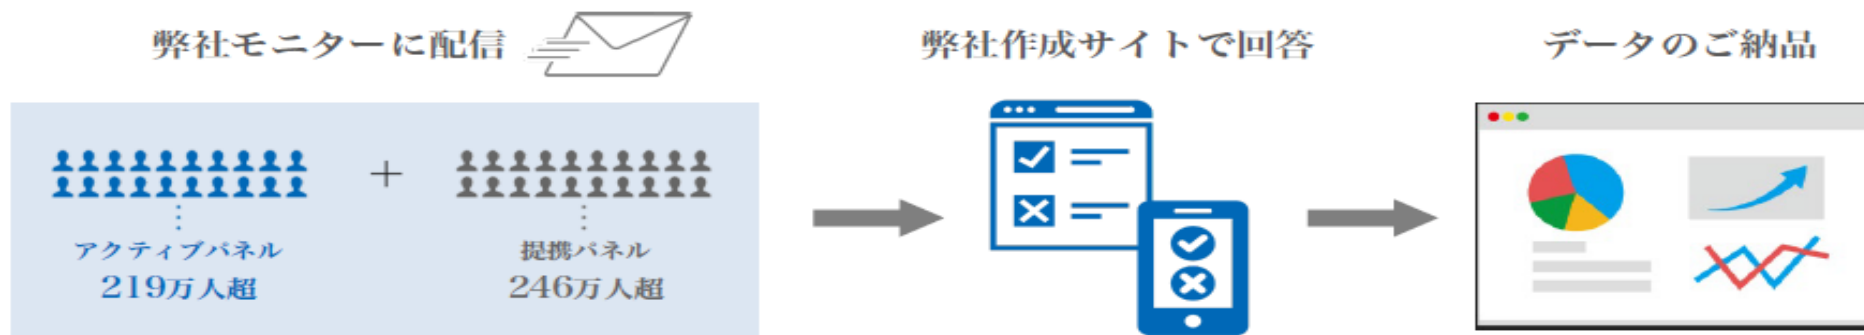 弊社モニターに配信
弊社作成サイトで回答
データのご納品
+
アクティブパネル
219万人超
提携パネル
246万人超